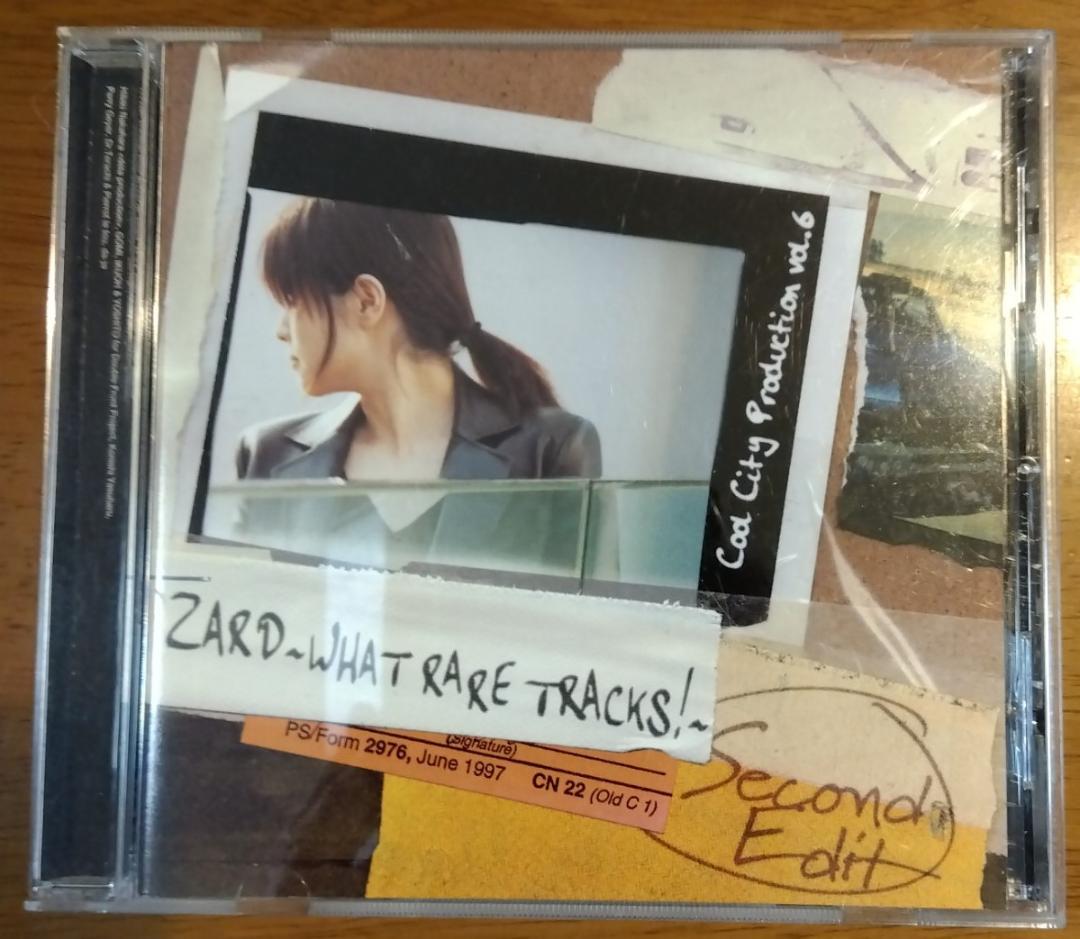 Cool City Production vol.6
ZARD~WHAT RARE TRACKS!~
(Signature)
PS/Form 2976, June 1997
CN 22 (Old C 1)
Second
Edit